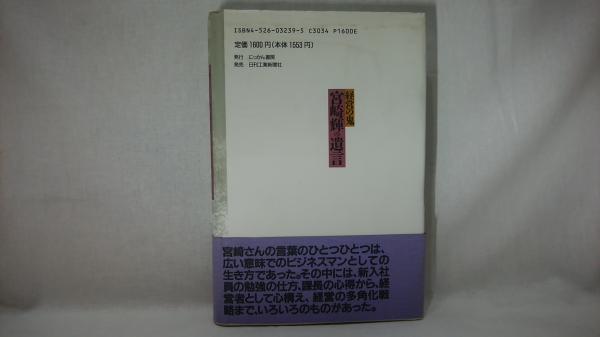 ISBN4-526-03239-5 C3034 P1600E
定価1600円(本体1553円)
発行 にっかん書房
発売 日刊工業新聞社
経営の鬼
宮崎輝の遺言
宮崎さんの言葉のひとつひとつは、
広い意味でのビジネスマンとしての
生き方であった。その中には、新入社
員の勉強の仕方、課長の心得から、経
営者として心構え、経営の多角化戦
略まで、いろいろのものがあった。